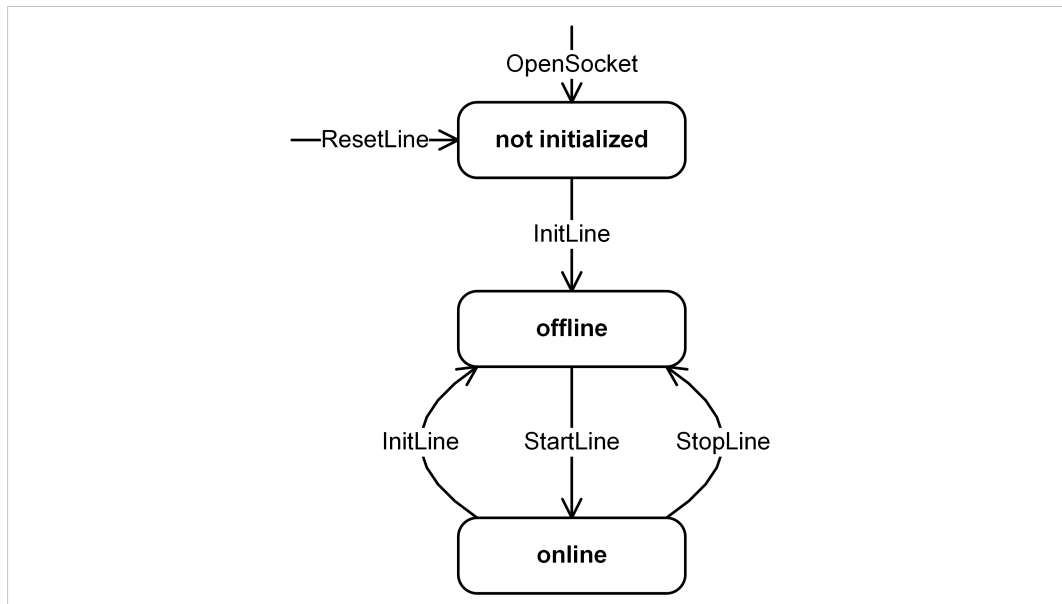 OpenSocket
ResetLine
not initialized
InitLine
offline
InitLine
StartLine
StopLine
online